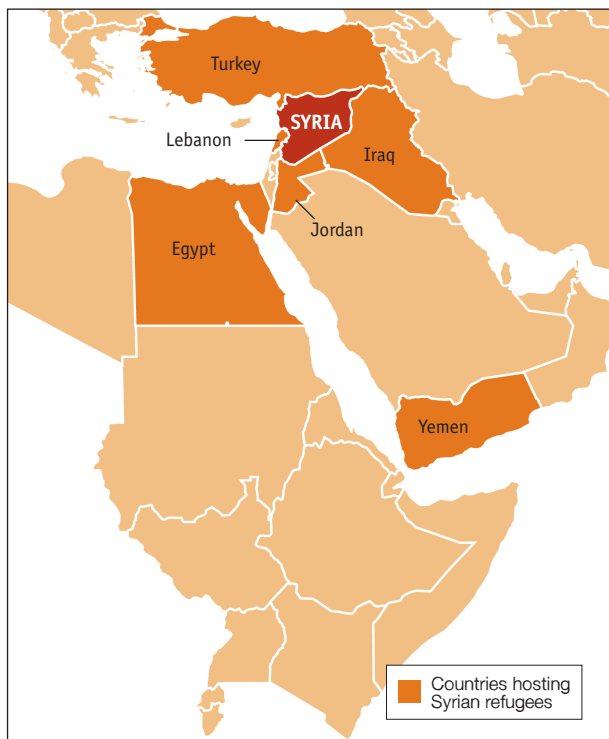 Turkey
SYRIA
Lebanon
Iraq
Jordan
Egypt
Yemen
Countries hosting
Syrian refugees